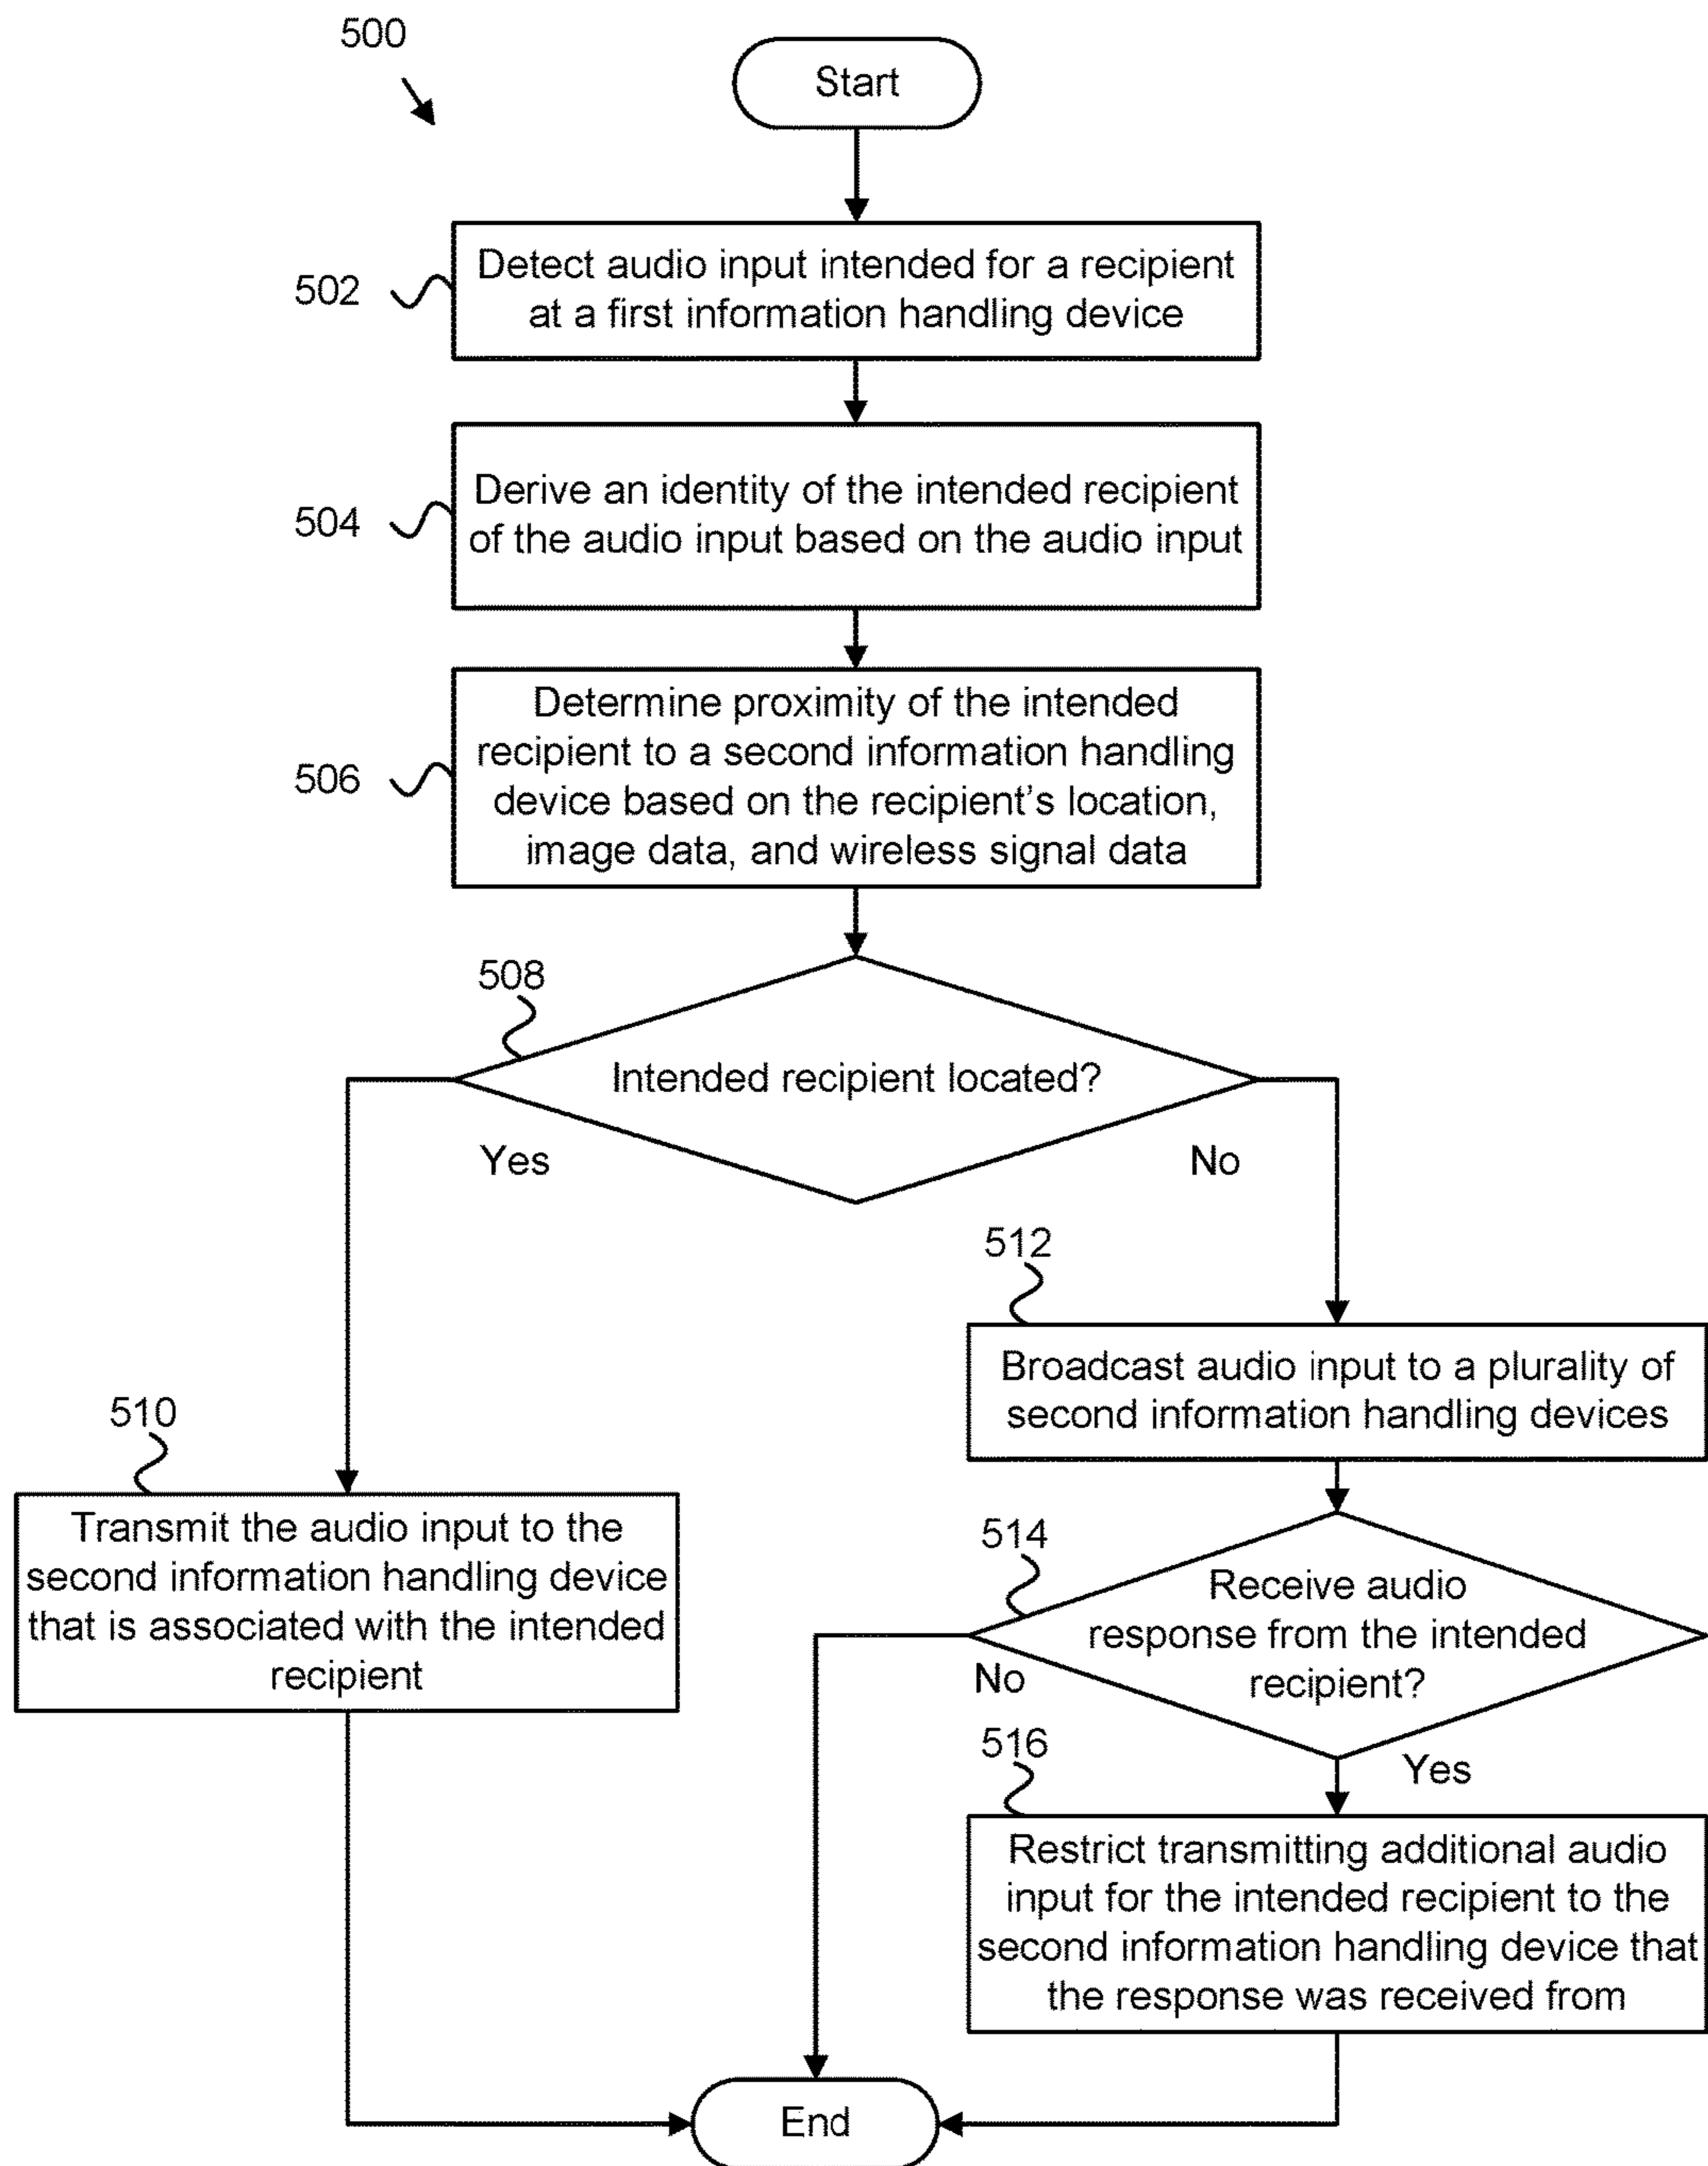 500
Start
502
Detect audio input intended for a recipient
at a first information handling device
504
Derive an identity of the intended recipient
of the audio input based on the audio input
506
Determine proximity of the intended
recipient to a second information handling
device based on the recipient's location,
image data, and wireless signal data
508
Intended recipient located?
Yes
No
512
Broadcast audio input to a plurality of
second information handling devices
510
Transmit the audio input to the
second information handling device
that is associated with the intended
recipient
514
Receive audio
response from the intended
recipient?
No
Yes
516
Restrict transmitting additional audio
input for the intended recipient to the
second information handling device that
the response was received from
End